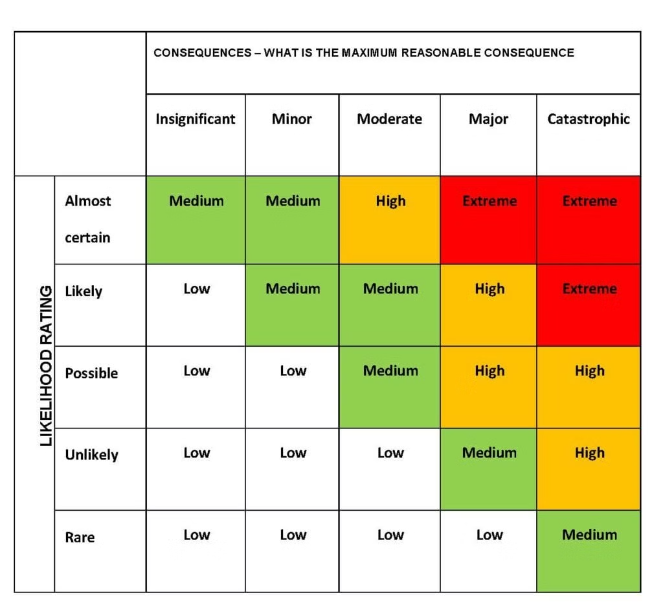 CONSEQUENCES – WHAT IS THE MAXIMUM REASONABLE CONSEQUENCE
Insignificant Minor Moderate Major Catastrophic
LIKELIHOOD RATING
Almost certain Medium Medium High Extreme Extreme
Likely Low Medium Medium High Extreme
Possible Low Low Medium High High
Unlikely Low Low Low Medium High
Rare Low Low Low Low Medium